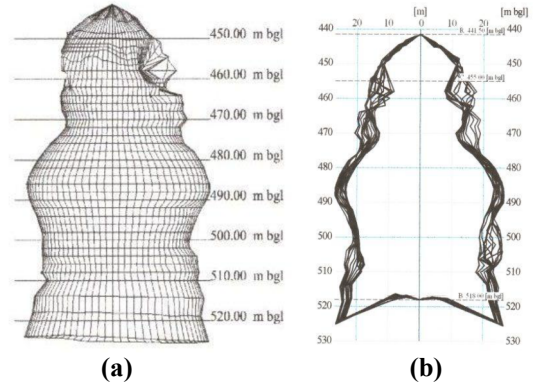 450.00 m bgl
460.00 m bgl
470.00 m bgl
480.00 m bgl
490.00 m bgl
500.00 m bgl
510.00 m bgl
520.00 m bgl
(a)
[m] [m bgl]
20 10 0 10 20
440 440
450 450
460 460
470 470
480 480
490 490
500 500
510 510
520 520
530 530
(b)